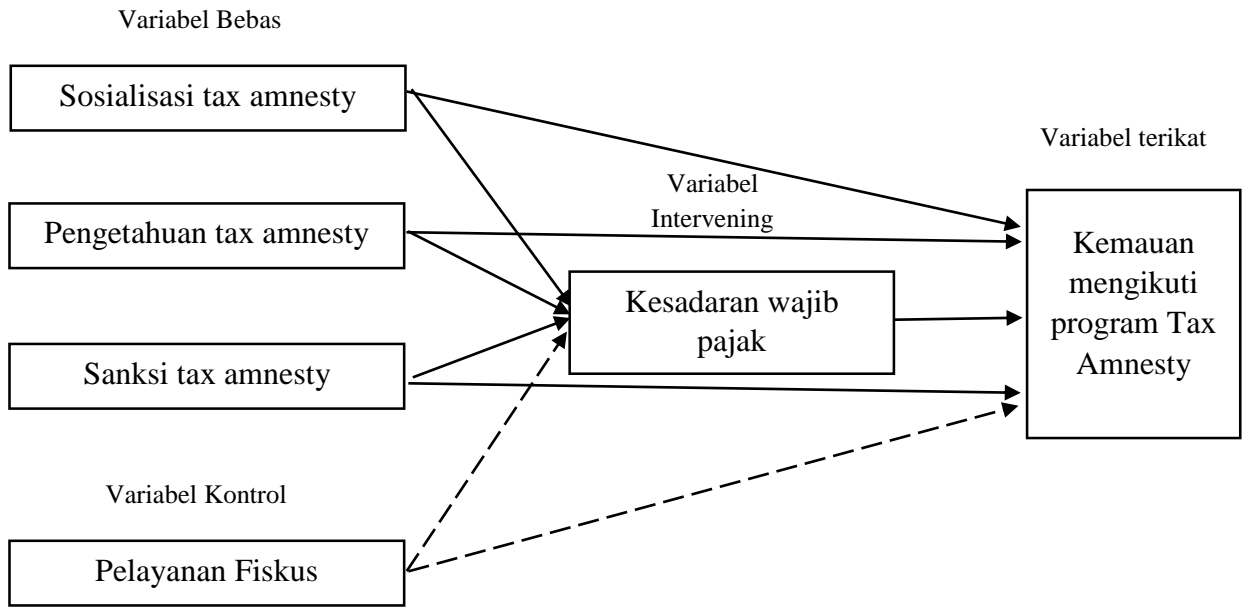 Variabel Bebas
Sosialisasi tax amnesty
Variabel terikat
Variabel
Intervening
Pengetahuan tax amnesty
Kemauan
mengikuti
program Tax
Amnesty
Kesadaran wajib
pajak
Sanksi tax amnesty
Variabel Kontrol
Pelayanan Fiskus